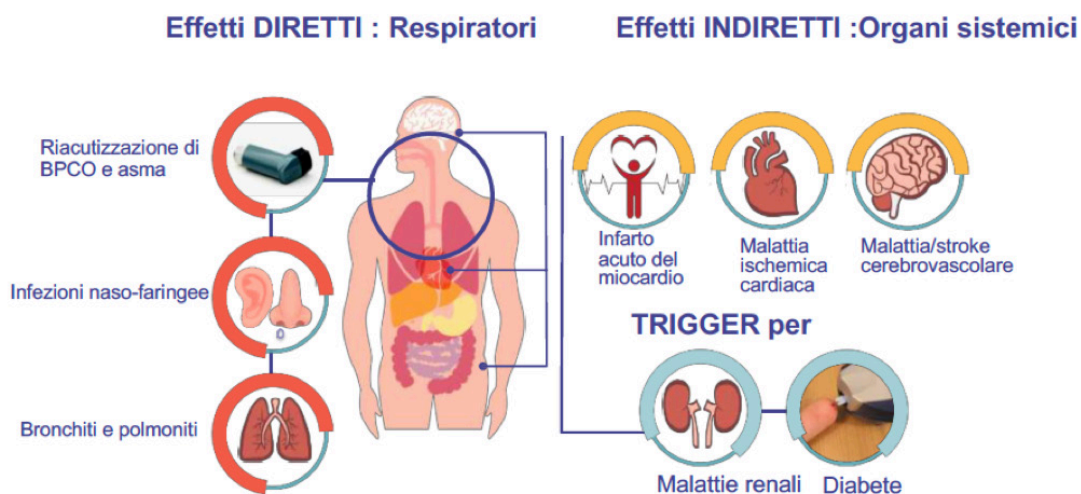 Effetti DIRETTI : Respiratori
Effetti INDIRETTI :Organi sistemici
Riacutizzazione di
BPCO e asma
Infezioni naso-faringee
Bronchiti e polmoniti
Infarto
acuto del
miocardio
Malattia
ischemica
cardiaca
Malattia/stroke
cerebrovascolare
TRIGGER per
Malattie renali
Diabete